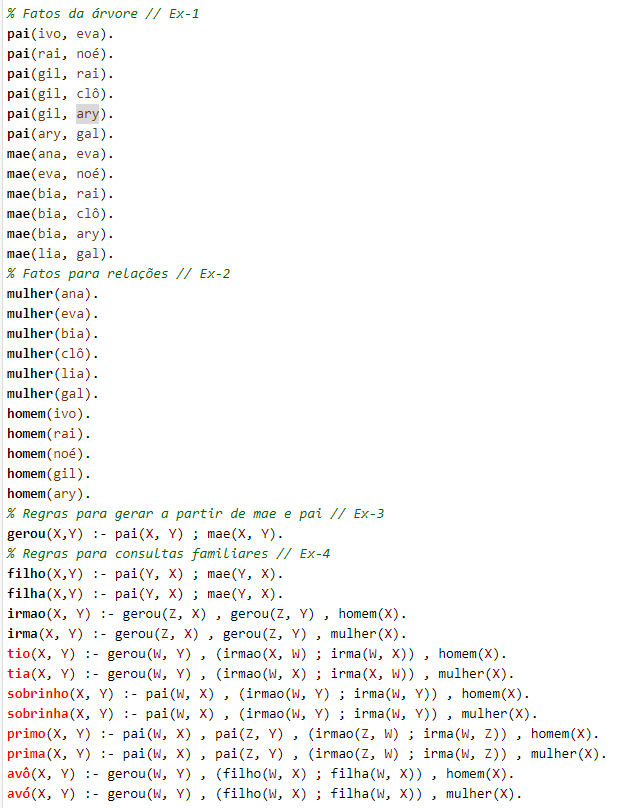 % Fatos da árvore // Ex-1
pai(ivo, eva).
pai(rai, noé).
pai(gil, rai).
pai(gil, clô).
pai(gil, ary).
pai(ary, gal).
mae(ana, eva).
mae(eva, noé).
mae(bia, rai).
mae(bia, clô).
mae(bia, ary).
mae(lia, gal).
% Fatos para relações // Ex-2
mulher(ana).
mulher(eva).
mulher(bia).
mulher(clô).
mulher(lia).
mulher(gal).
homem(ivo).
homem(rai).
homem(noé).
homem(gil).
homem(ary).
% Regras para gerar a partir de mae e pai // Ex-3
gerou(X,Y) :- pai(X, Y) ; mae(X, Y).
% Regras para consultas familiares // Ex-4
filho(X,Y) :- pai(Y, X) ; mae(Y, X).
filha(X,Y) :- pai(Y, X) ; mae(Y, X).
irmao(X, Y) :- gerou(Z, X) , gerou(Z, Y) , homem(X).
irma(X, Y) :- gerou(Z, X) , gerou(Z, Y) , mulher(X).
tio(X, Y) :- gerou(W, Y) , (irmao(X, W) ; irma(W, X)) , homem(X).
tia(X, Y) :- gerou(W, Y) , (irmao(W, X) ; irma(X, W)) , mulher(X).
sobrinho(X, Y) :- pai(W, X) , (irmao(W, Y) ; irma(W, Y)) , homem(X).
sobrinha(X, Y) :- pai(W, X) , (irmao(W, Y) ; irma(W, Y)) , mulher(X).
primo(X, Y) :- pai(W, X) , pai(Z, Y) , (irmao(Z, W) ; irma(W, Z)) , homem(X).
prima(X, Y) :- pai(W, X) , pai(Z, Y) , (irmao(Z, W) ; irma(W, Z)) , mulher(X).
avô(X, Y) :- gerou(W, Y) , (filho(W, X) ; filha(W, X)) , homem(X).
avó(X, Y) :- gerou(W, Y) , (filho(W, X) ; filha(W, X)) , mulher(X).